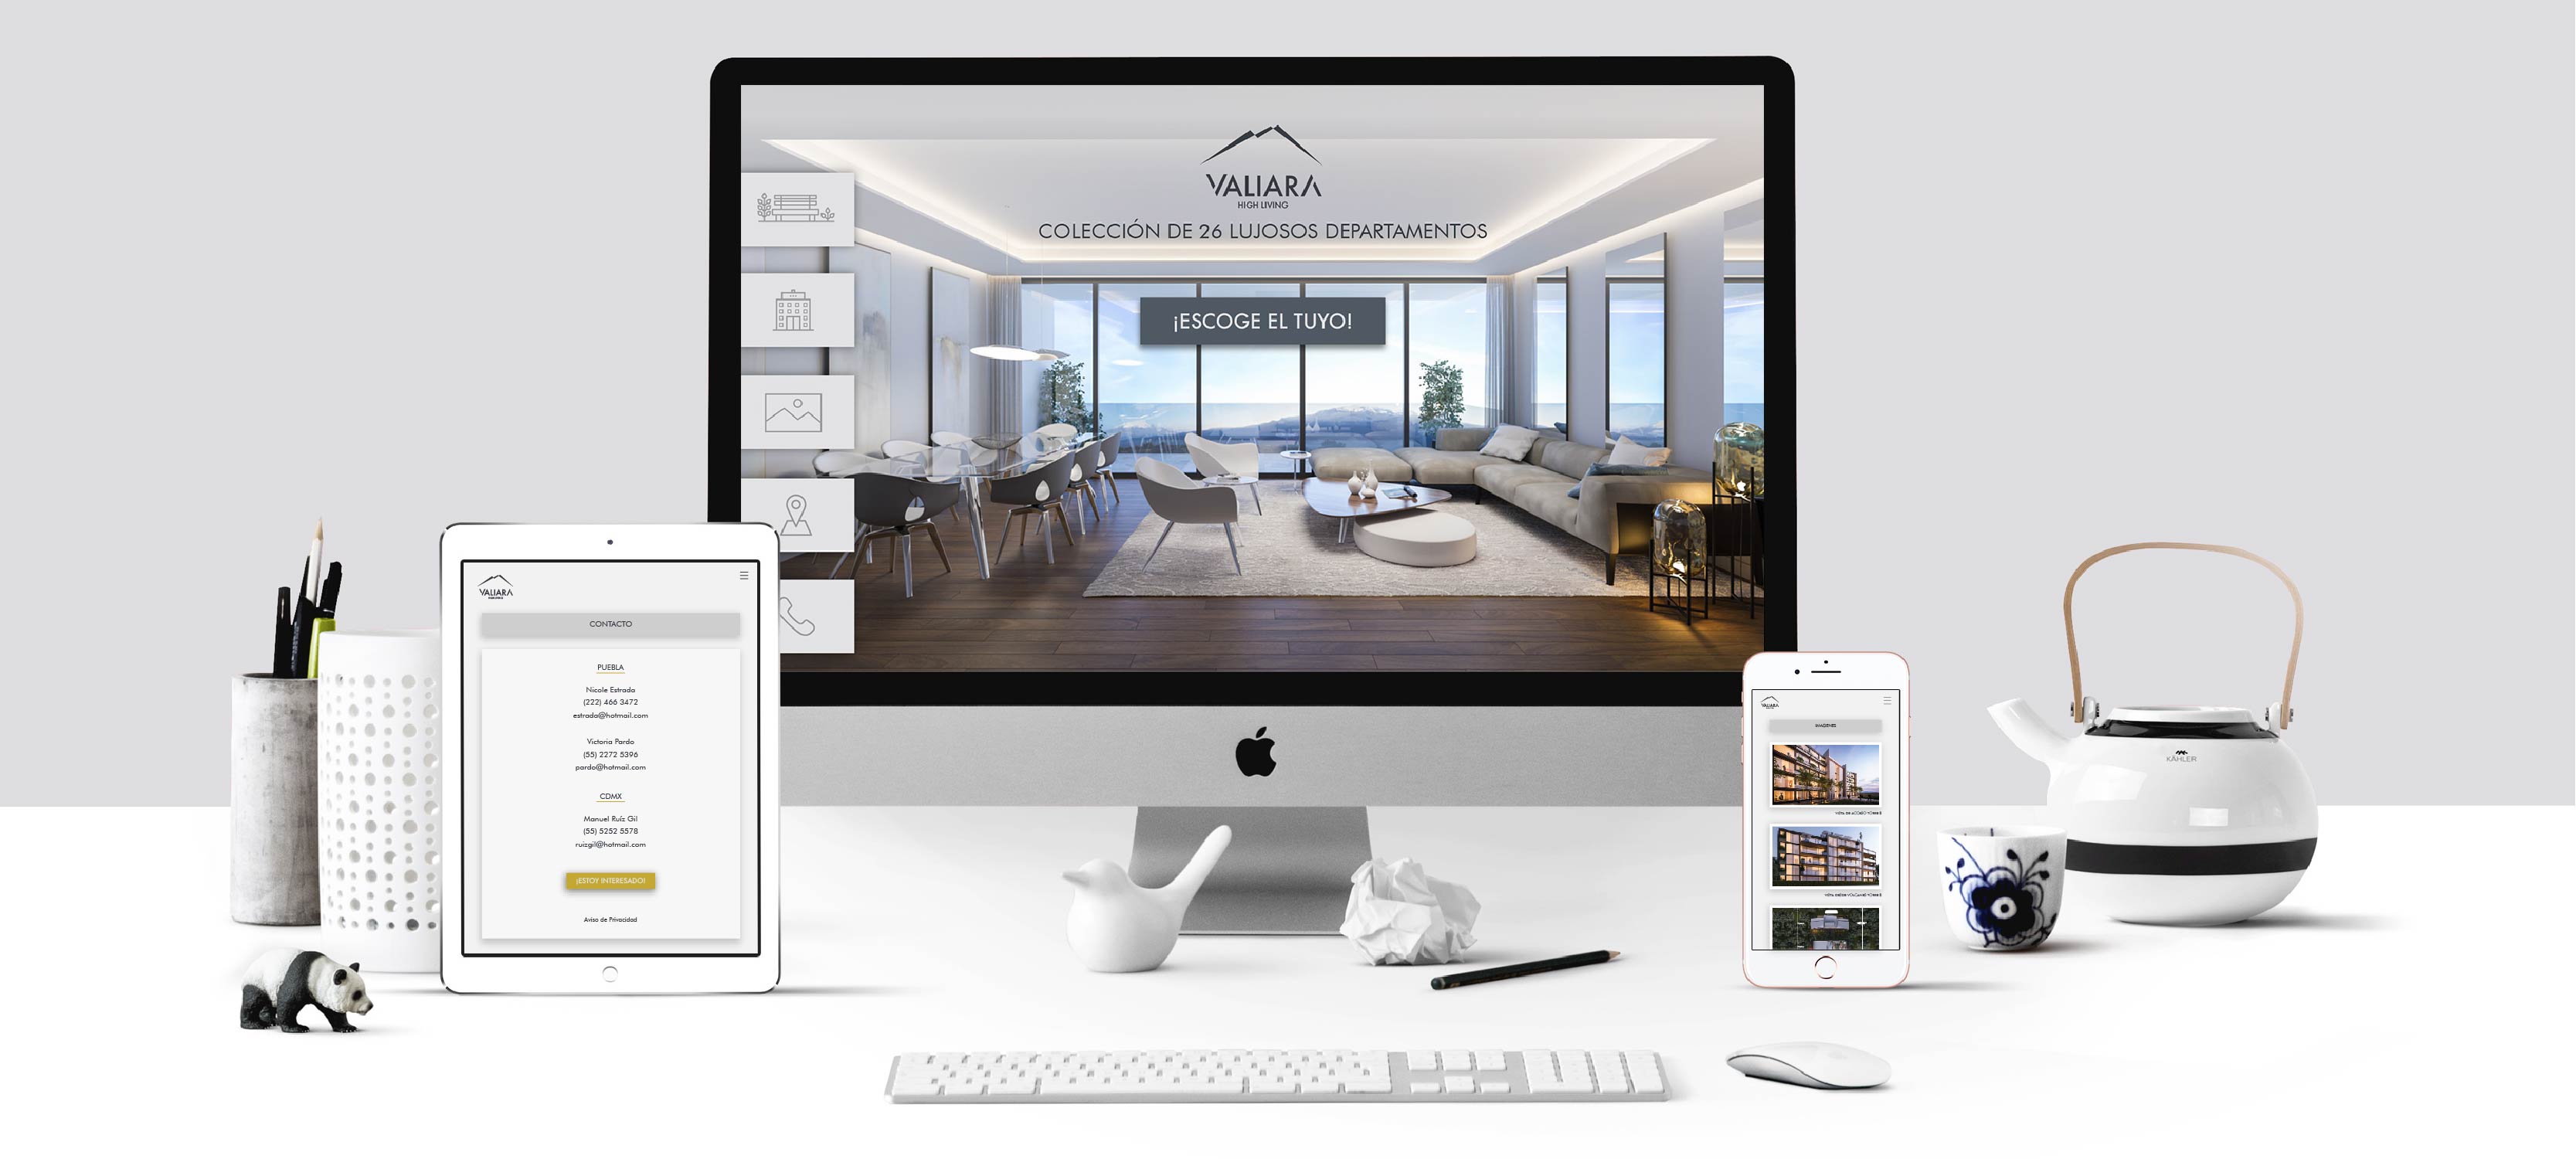 VALIARA
HIGH LIVING
COLECCIÓN DE 26 LUJOSOS DEPARTAMENTOS
¡ESCOGE EL TUYO!
VALIARA
CONTACTO
PUEBLA
Nicole Estrada
(222) 466 3472
estrada@hotmail.com
Victoria Pardo
(55) 2272 5396
pardo@hotmail.com
CDMX
Manuel Ruíz Gil
(55) 5252 5578
ruizgil@hotmail.com
¡ESTOY INTERESADO!
Aviso de Privacidad
VALIARA
IMÁGENES
KÄHLER